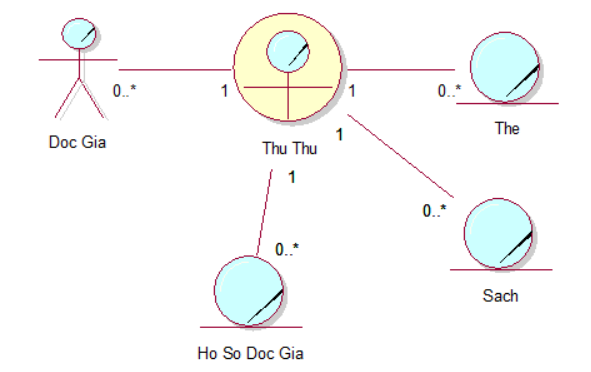 0..*
1
1
0..*
Doc Gia
Thu Thu
1
The
1
0..*
0..*
Sach
Ho So Doc Gia